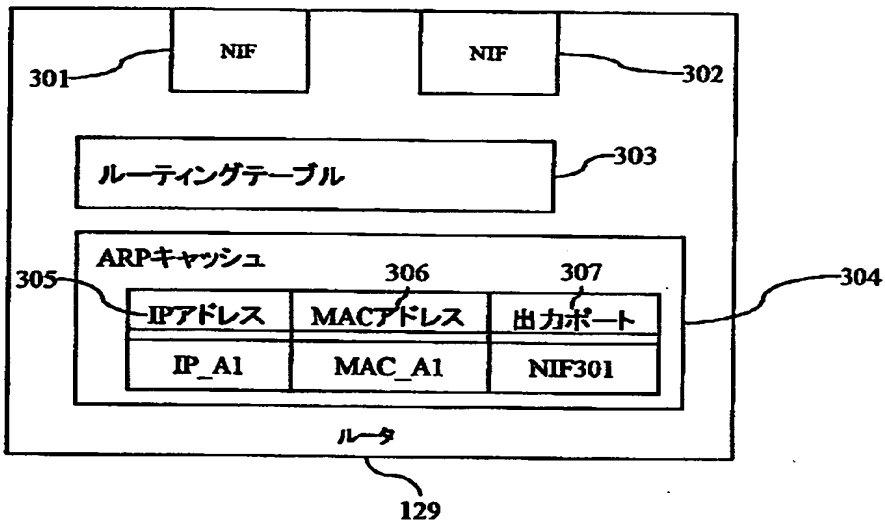 NIF
NIF
301
302
ルーティングテーブル
303
ARPキャッシュ
305
306
307
304
IPアドレス
MACアドレス
出力ポート
IP_A1
MAC_A1
NIF301
ルータ
129